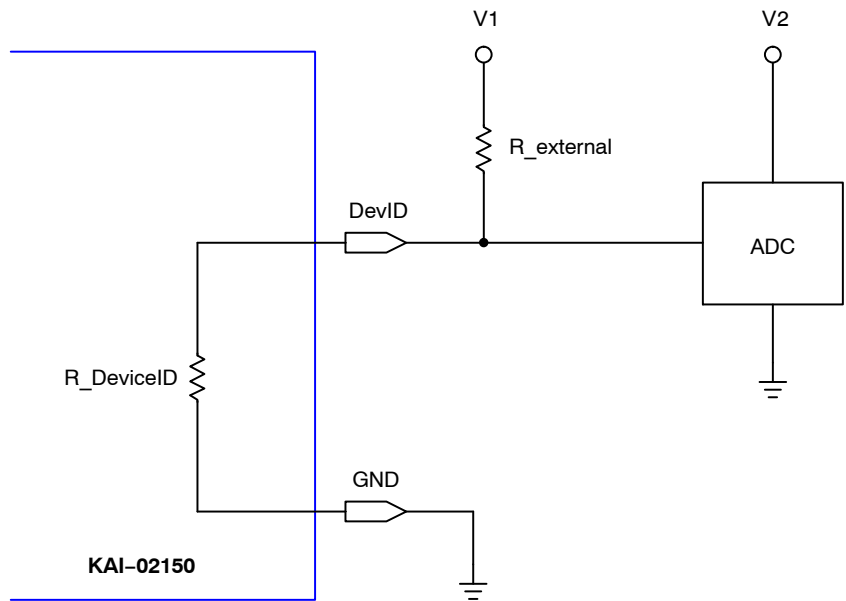 V1
V2
R_external
DevID
ADC
R_DeviceID
GND
KAI−02150